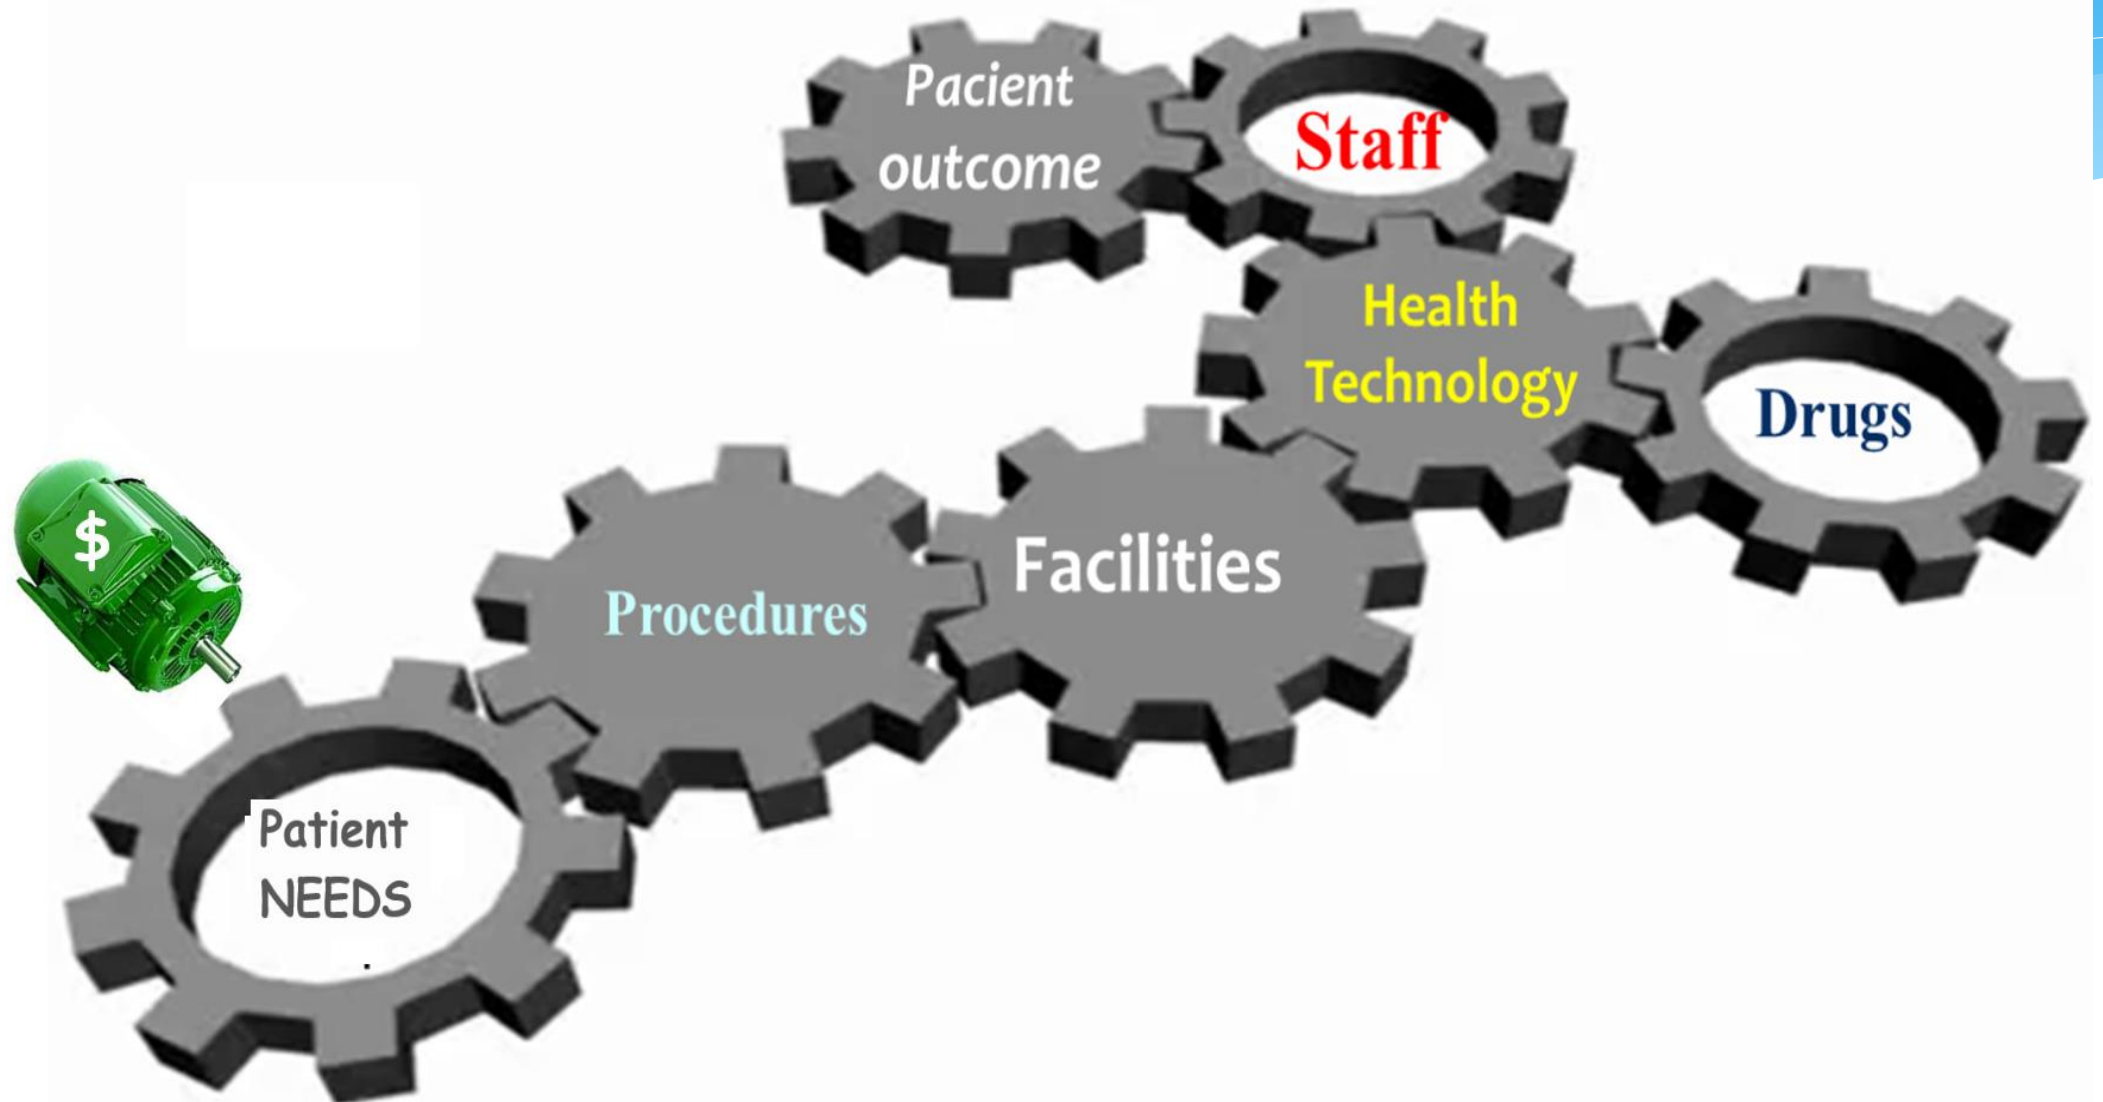 Pacient
outcome
Staff
Health
Technology
Drugs
$
Procedures
Facilities
Patient
NEEDS
.